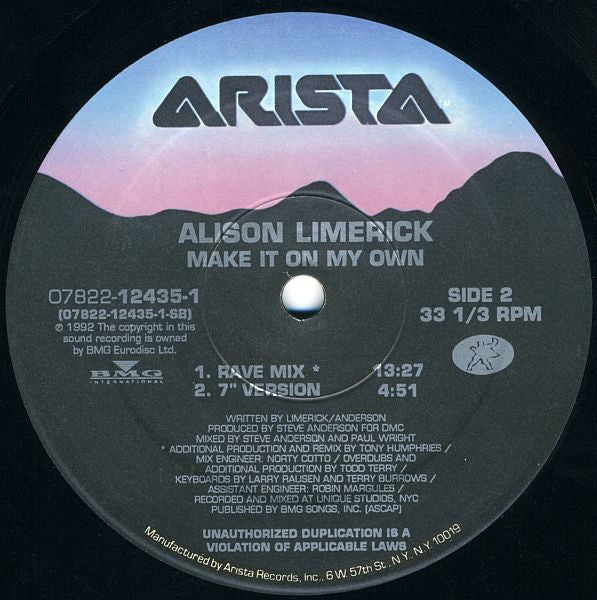 ARISTA
ALISON LIMERICK
MAKE IT ON MY OWN
07822-12435-1
(07822-12435-1-SB)
℗ 1992 The copyright in this
sound recording is owned
by BMG Eurodisc Ltd.
BMG
INTERNATIONAL
SIDE 2
33 1/3 RPM
1. RAVE MIX * 13:27
2. 7" VERSION 4:51
WRITTEN BY LIMERICK/ANDERSON
PRODUCED BY STEVE ANDERSON FOR DMC
MIXED BY STEVE ANDERSON AND PAUL WRIGHT
* ADDITIONAL PRODUCTION AND REMIX BY TONY HUMPHRIES /
MIX ENGINEER: NORTY COTTO / OVERDUBS AND
ADDITIONAL PRODUCTION BY TODD TERRY /
KEYBOARDS BY LARRY RAUSEN AND TERRY BURROWS /
ASSISTANT ENGINEER: ROBIN MARGULES /
RECORDED AND MIXED AT UNIQUE STUDIOS, NYC
PUBLISHED BY BMG SONGS, INC. (ASCAP)
UNAUTHORIZED DUPLICATION IS A
VIOLATION OF APPLICABLE LAWS
Manufactured by Arista Records, Inc., 6 W. 57th St., N.Y. N.Y. 10019